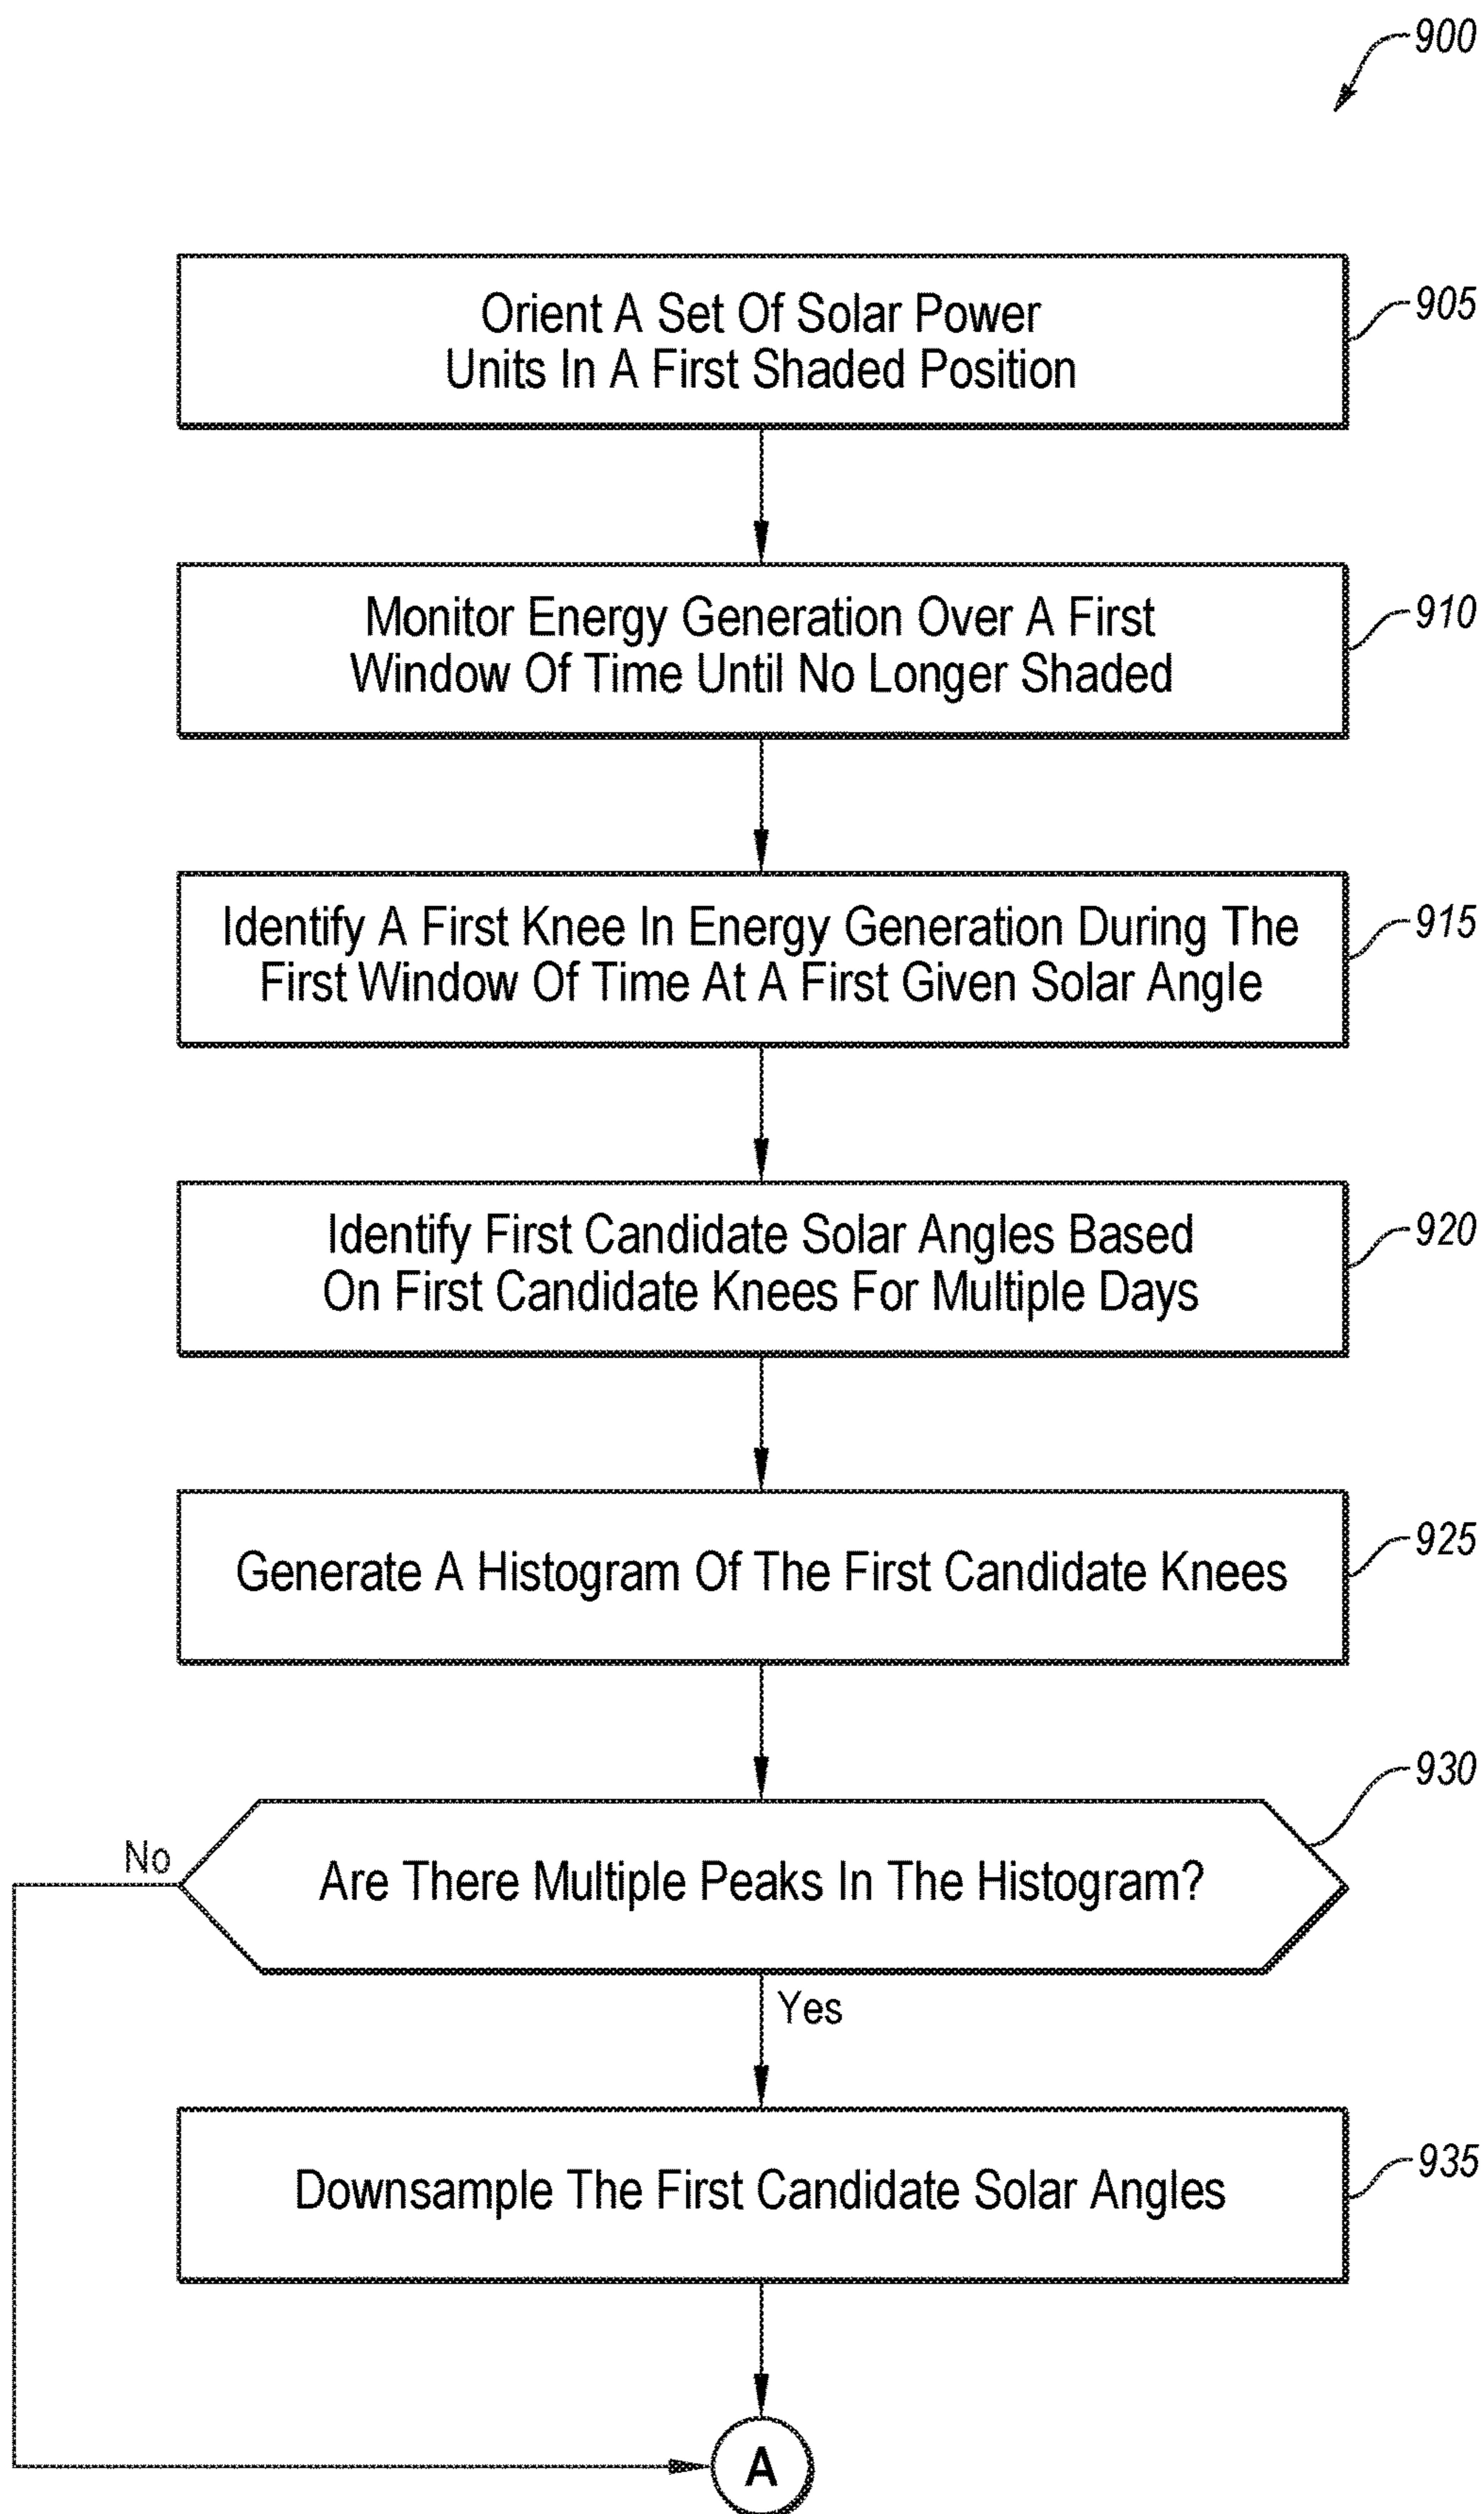 900
Orient A Set Of Solar Power
Units In A First Shaded Position
905
Monitor Energy Generation Over A First
Window Of Time Until No Longer Shaded
910
Identify A First Knee In Energy Generation During The
First Window Of Time At A First Given Solar Angle
915
Identify First Candidate Solar Angles Based
On First Candidate Knees For Multiple Days
920
Generate A Histogram Of The First Candidate Knees
925
930
No
Are There Multiple Peaks In The Histogram?
Yes
Downsample The First Candidate Solar Angles
935
A